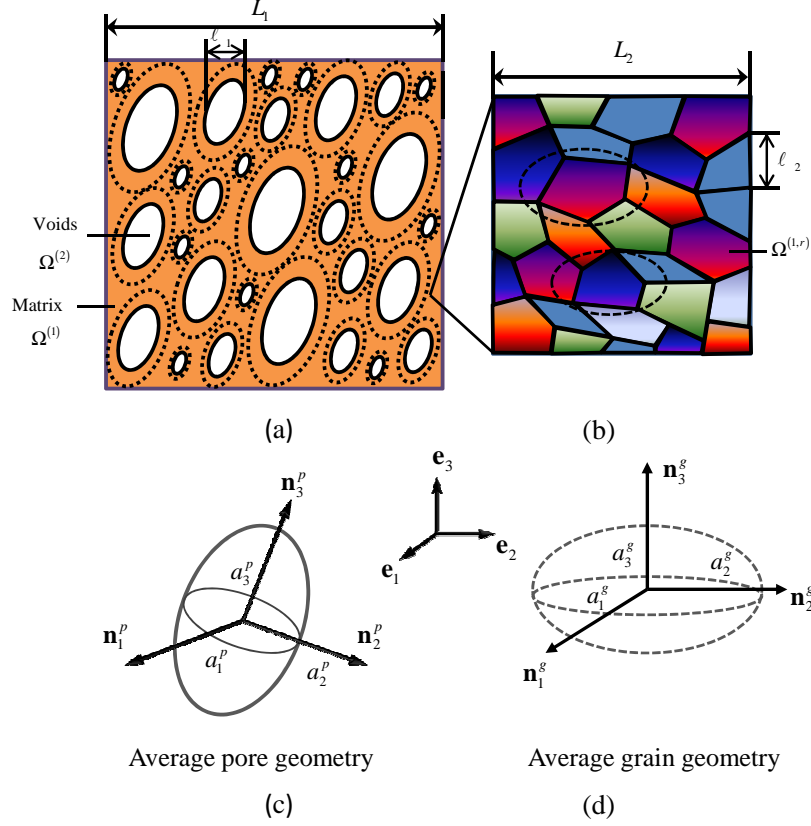 L₁
ℓ₁
Voids
Ω⁽²⁾
Matrix
Ω⁽¹⁾
(a)
L₂
ℓ₂
Ω⁽¹,ʳ⁾
(b)
n₃ᵖ
a₃ᵖ
n₁ᵖ
n₂ᵖ
a₁ᵖ
a₂ᵖ
e₃
e₁
e₂
n₃ᵍ
a₃ᵍ
a₂ᵍ
a₁ᵍ
n₂ᵍ
n₁ᵍ
Average pore geometry
Average grain geometry
(c)
(d)